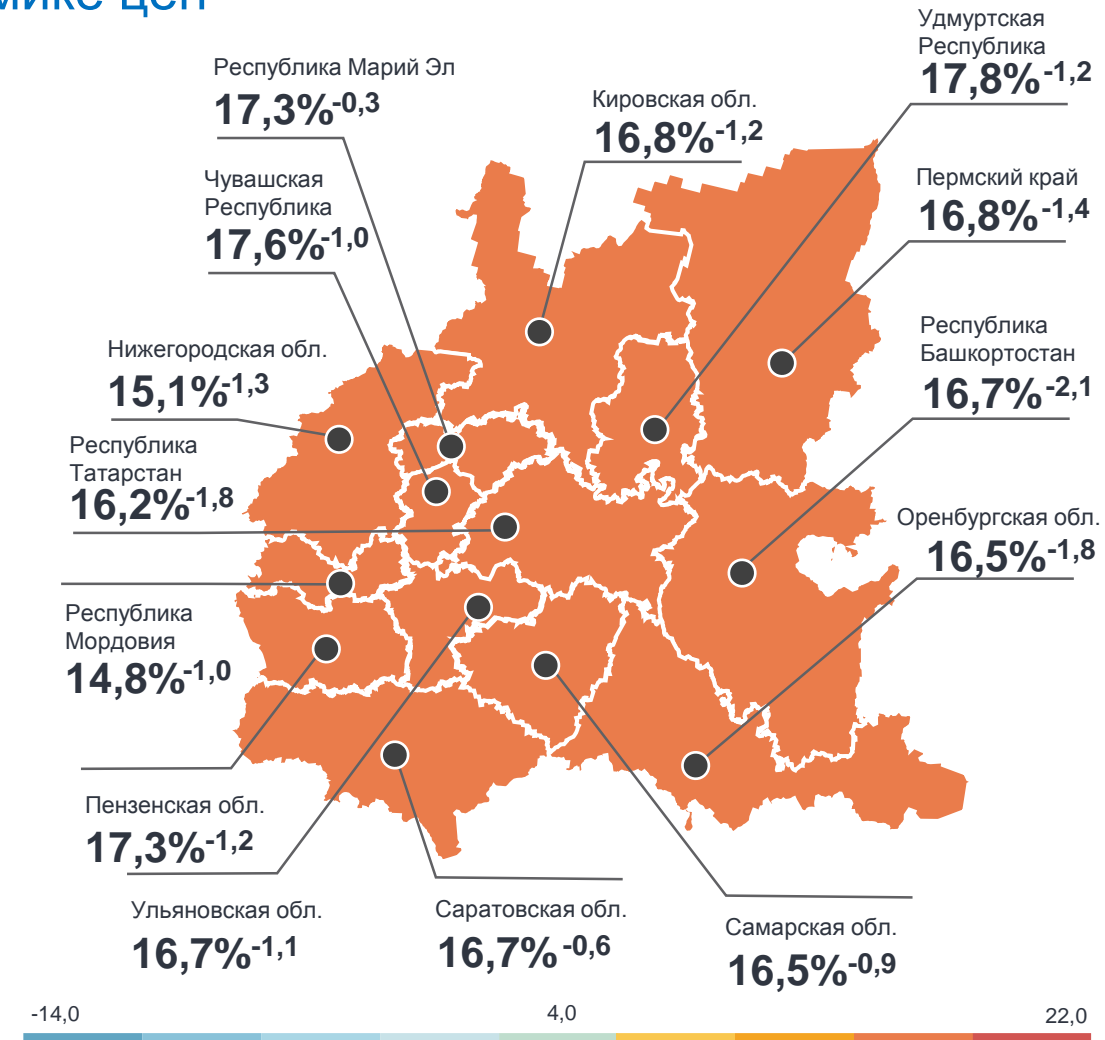 мике цен
Удмуртская
Республика
17,8%-1,2
Республика Марий Эл
17,3%-0,3
Кировская обл.
16,8%-1,2
Чувашская
Республика
17,6%-1,0
Пермский край
16,8%-1,4
Нижегородская обл.
15,1%-1,3
Республика
Башкортостан
16,7%-2,1
Республика
Татарстан
16,2%-1,8
Оренбургская обл.
16,5%-1,8
Республика
Мордовия
14,8%-1,0
Пензенская обл.
17,3%-1,2
Ульяновская обл.
16,7%-1,1
Саратовская обл.
16,7%-0,6
Самарская обл.
16,5%-0,9
-14,0
4,0
22,0